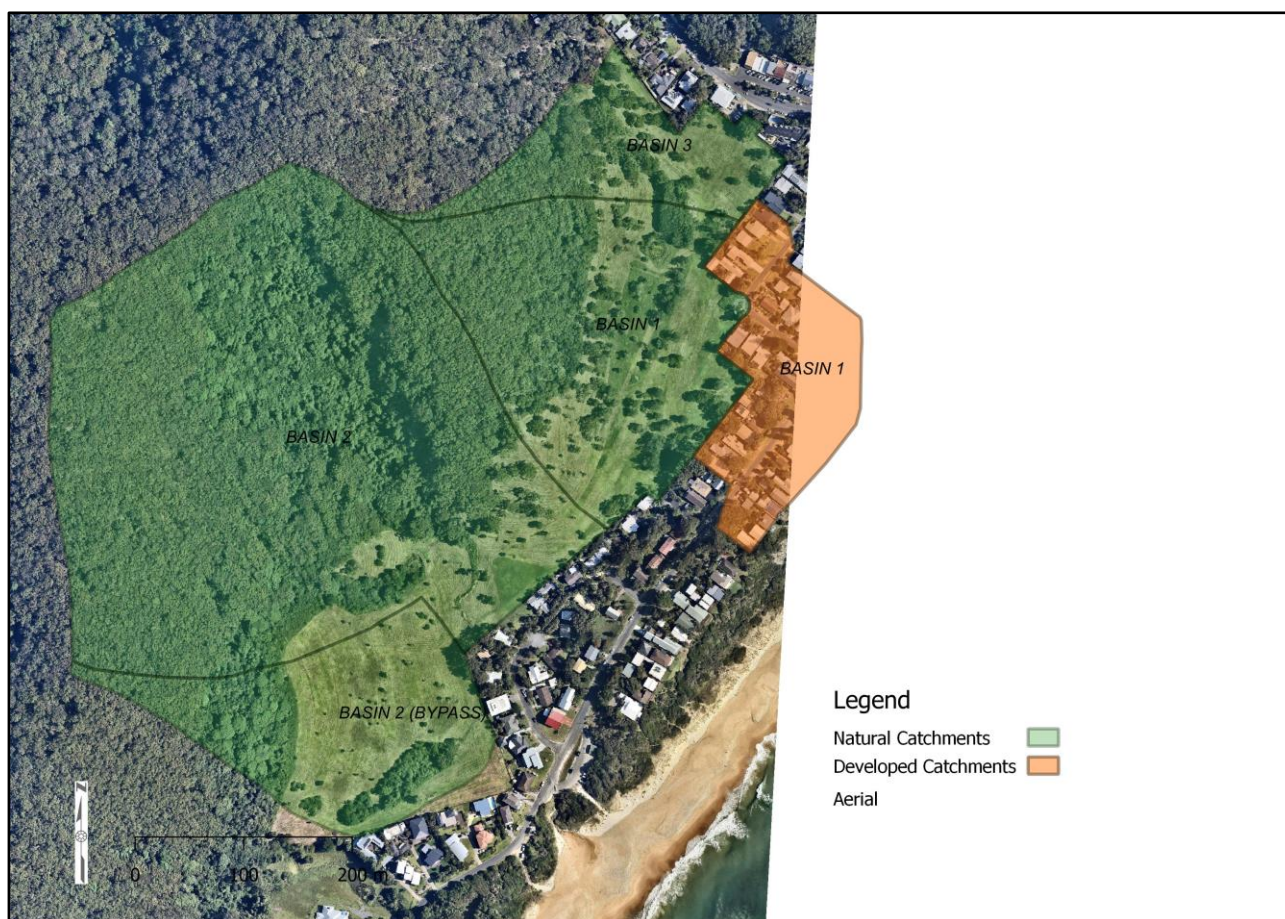 BASIN 3
BASIN 1
BASIN 1
BASIN 2
BASIN 2 (BYPASS)
Legend
Natural Catchments
Developed Catchments
Aerial
N
0 100 200 m